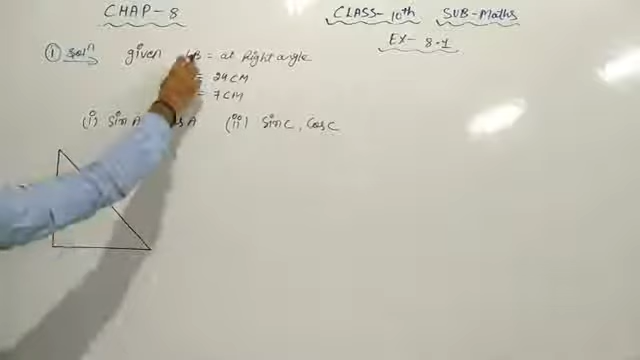 CHAP-8
CLASS-10th SUB-Maths
EX-8.1
① Soln given B = at Right angle
= 24 CM
= 7 CM
(i) Sin A A (ii) Sin C, Cos C